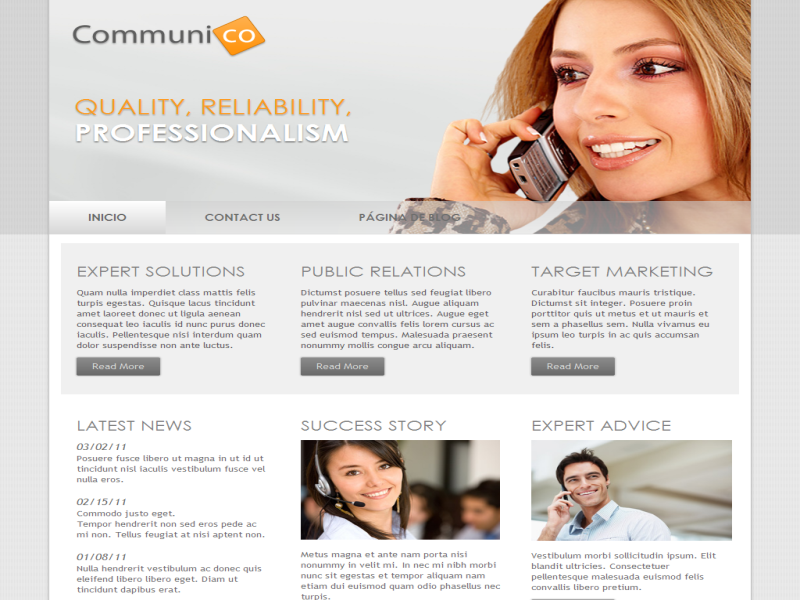 Communico
QUALITY, RELIABILITY,
PROFESSIONALISM
INICIO
CONTACT US
PÁGINA DE BLOG
EXPERT SOLUTIONS
Quam nulla imperdiet class mattis felis
turpis egestas. Quisque lacus tincidunt
amet laoreet donec ut ligula aenean
consequat leo iaculis id nunc purus donec
iaculis. Pellentesque nisi interdum quam
dolor suspendisse non ante luctus.
Read More
PUBLIC RELATIONS
Dictumst posuere tellus sed feugiat libero
pulvinar maecenas nisl. Augue aliquam
hendrerit nisl sed ut ultrices. Augue eget
amet augue convallis felis lorem cursus ac
sed euismod tempus. Malesuada praesent
nonummy mollis congue arcu aliquam.
Read More
TARGET MARKETING
Curabitur faucibus mauris tristique.
Dictumst sit integer. Posuere proin
porttitor quis ut metus et ut mauris et
sem a phasellus sem. Nulla vivamus eu
ipsum leo turpis in ac quis accumsan
felis.
Read More
LATEST NEWS
03/02/11
Posuere fusce libero ut magna in ut id ut
tincidunt nisl iaculis vestibulum fusce vel
nulla eros.
02/15/11
Commodo justo eget.
Tempor hendrerit non sed eros pede ac
mi non. Tellus feugiat at nisi aptent non.
01/08/11
Nulla hendrerit vestibulum ac donec quis
eleifend libero libero eget. Diam ut
tincidunt dapibus erat.
SUCCESS STORY
Metus magna et ante nam porta nisi
nonummy in velit mi. In nec mi nibh morbi
nunc sit egestas et tempor aliquam nam
etiam dui euismod quam odio phasellus nec
turpis.
EXPERT ADVICE
Vestibulum morbi sollicitudin ipsum. Elit
blandit ultricies. Consectetuer
pellentesque malesuada euismod felis
convallis libero pretium.